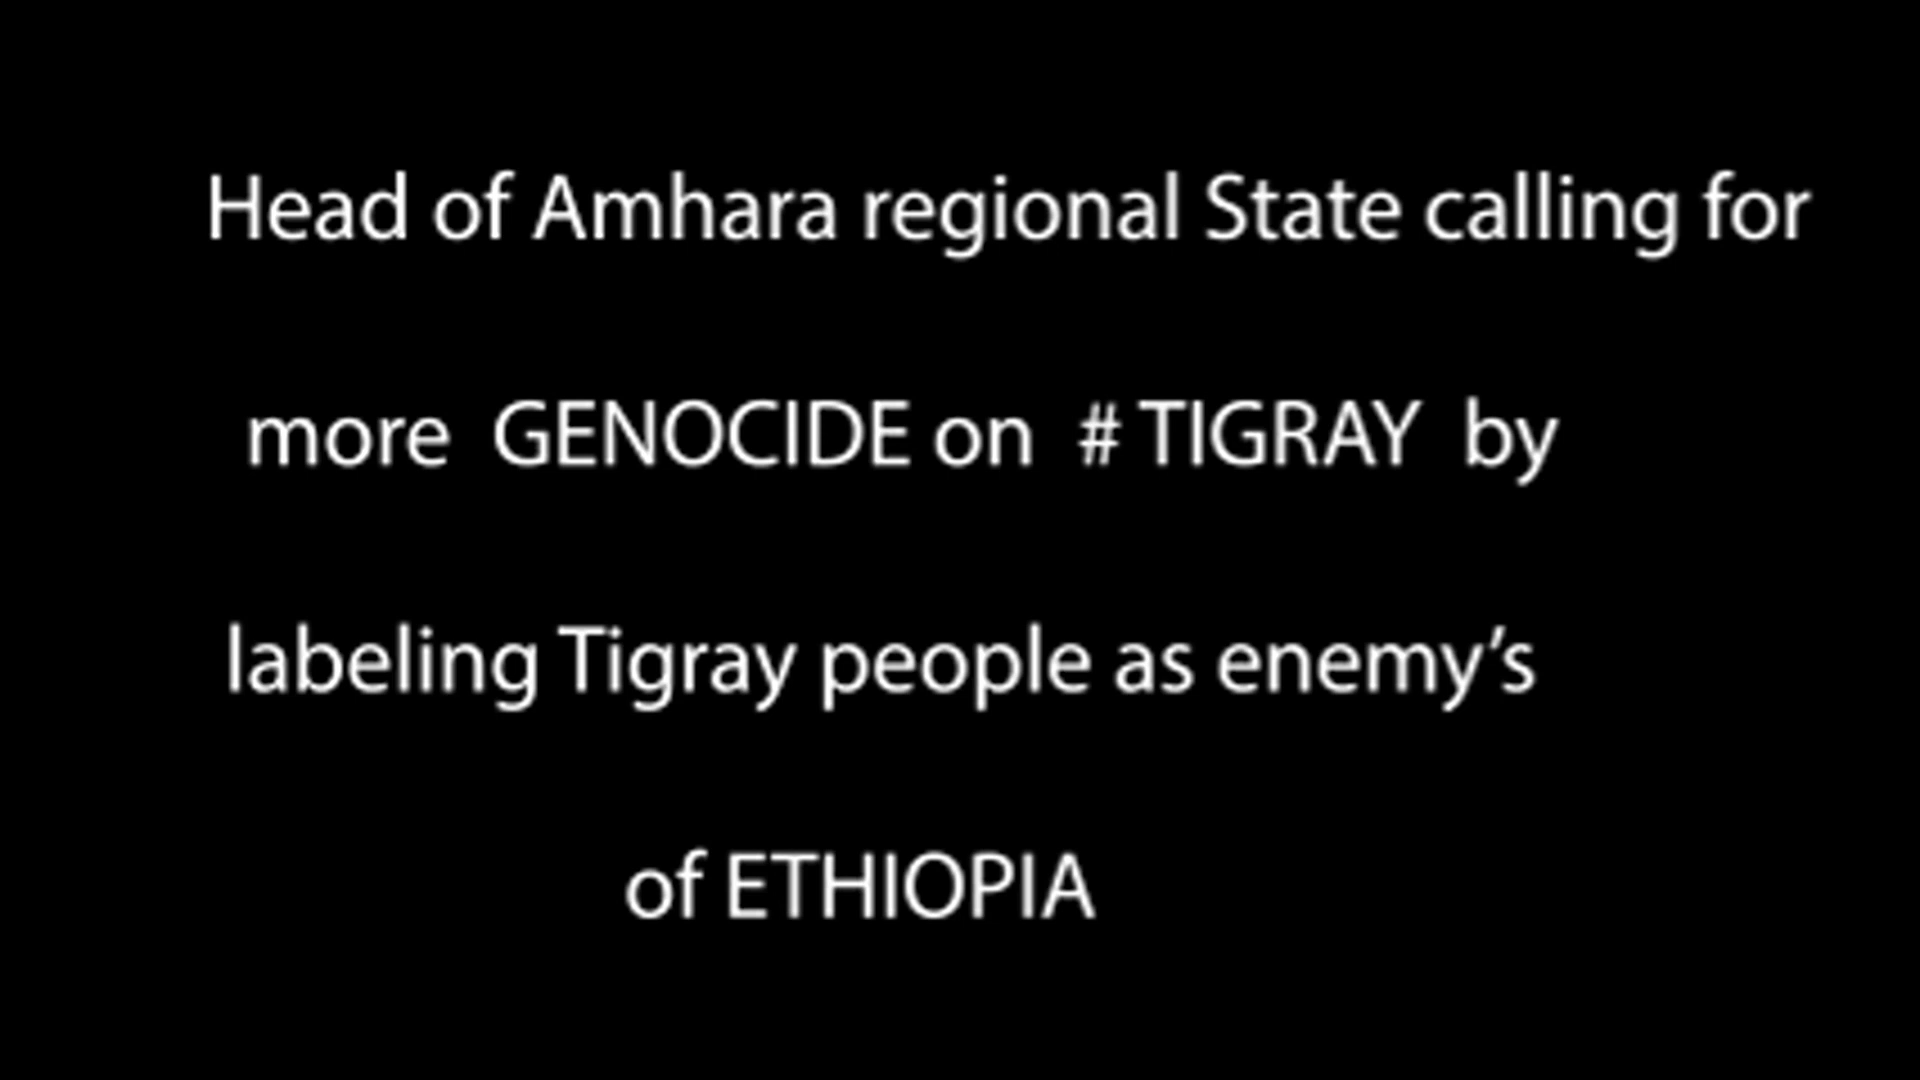 Head of Amhara regional State calling for
more GENOCIDE on # TIGRAY by
labeling Tigray people as enemy’s
of ETHIOPIA